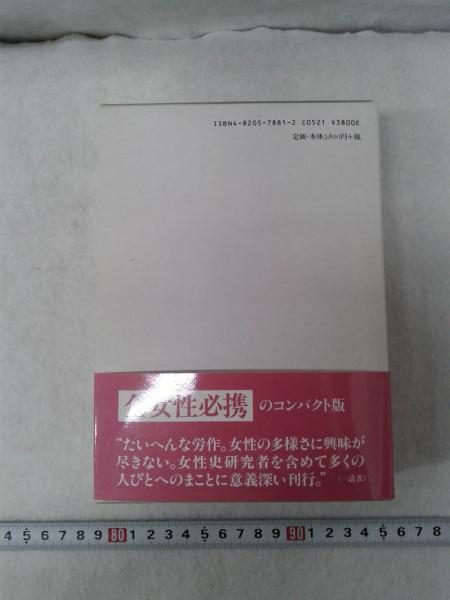 ISBN4-8205-7881-2 C0521 ¥3800E
定価・本体3,800円+税
全女性必携 のコンパクト版
“たいへんな労作。女性の多様さに興味が
尽きない。女性史研究者を含めて多くの
人びとへのまことに意義深い刊行。”
(一読者)
4 5 6 7 8 9 80 1 2 3 4 5 6 7 8 9 90 1 2 3 4 5 6 7 8